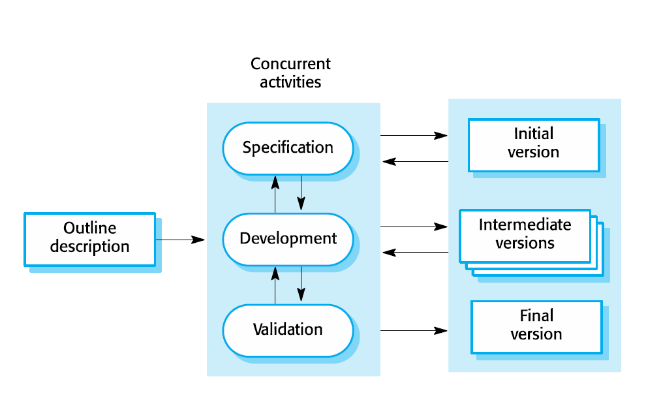 Concurrent
activities
Outline
description
Specification
Development
Validation
Initial
version
Intermediate
versions
Final
version